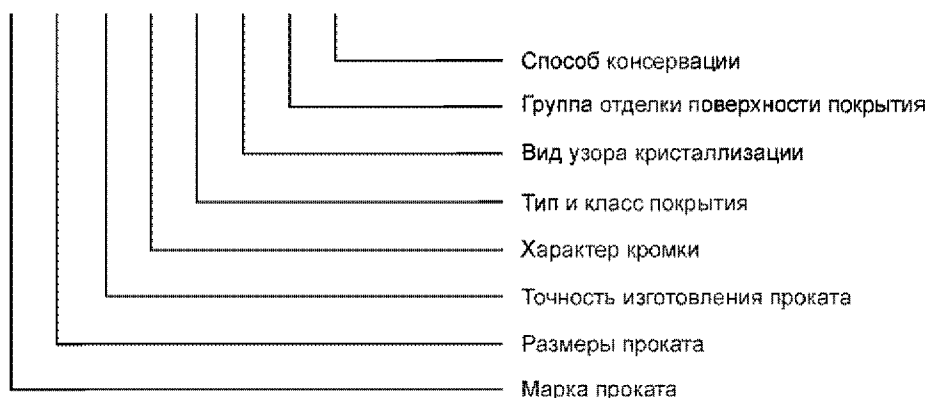 Способ консервации
Группа отделки поверхности покрытия
Вид узора кристаллизации
Тип и класс покрытия
Характер кромки
Точность изготовления проката
Размеры проката
Марка проката